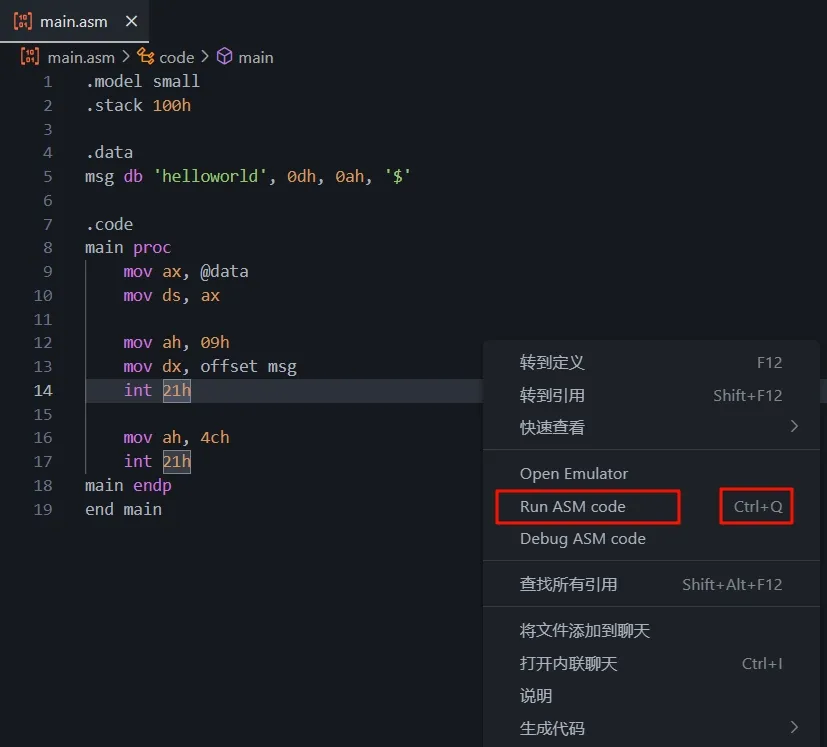 main.asm
main.asm > code > main
1 .model small
2 .stack 100h
3
4 .data
5 msg db 'helloworld', 0dh, 0ah, '$'
6
7 .code
8 main proc
9     mov ax, @data
10     mov ds, ax
11
12     mov ah, 09h
13     mov dx, offset msg
14     int 21h
15
16     mov ah, 4ch
17     int 21h
18 main endp
19 end main
转到定义 F12
转到引用 Shift+F12
快速查看
Open Emulator
Run ASM code Ctrl+Q
Debug ASM code
查找所有引用 Shift+Alt+F12
将文件添加到聊天
打开内联聊天 Ctrl+I
说明
生成代码